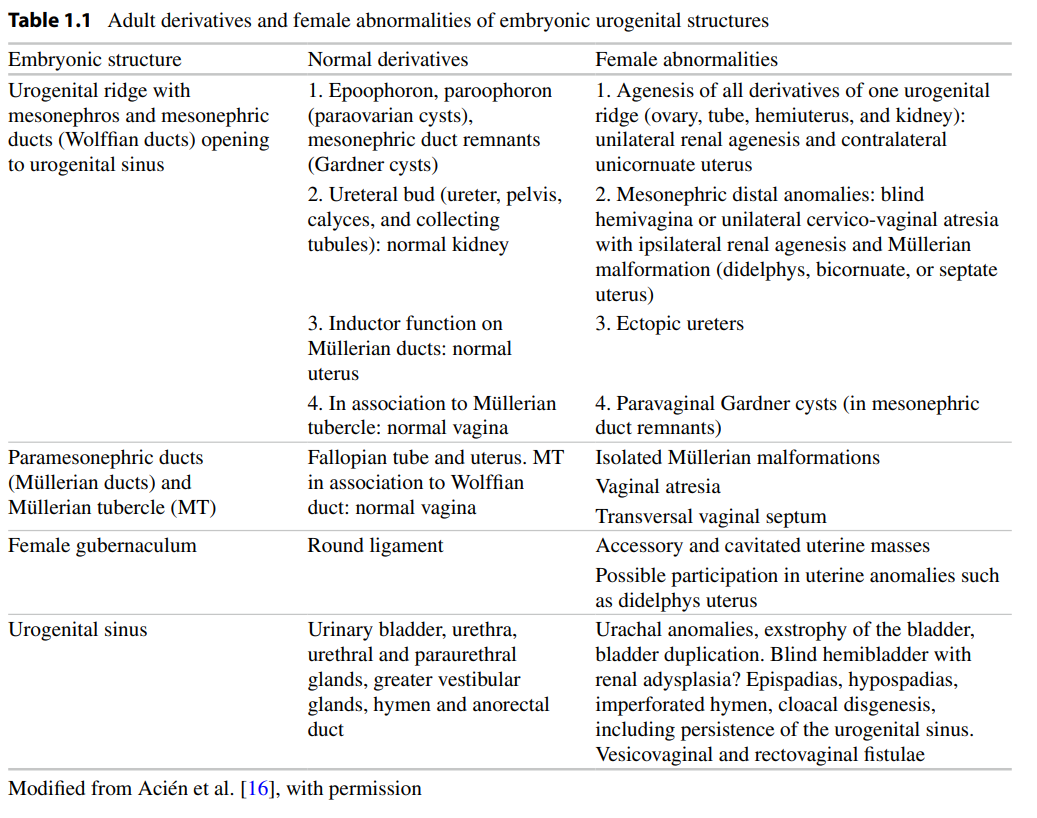 Table 1.1 Adult derivatives and female abnormalities of embryonic urogenital structures
Embryonic structure Normal derivatives Female abnormalities
Urogenital ridge with
mesonephros and mesonephric
ducts (Wolffian ducts) opening
to urogenital sinus
1. Epoophoron, paroophoron
(paraovarian cysts),
mesonephric duct remnants
(Gardner cysts)
1. Agenesis of all derivatives of one urogenital
ridge (ovary, tube, hemiuterus, and kidney):
unilateral renal agenesis and contralateral
unicornuate uterus
2. Ureteral bud (ureter, pelvis,
calyces, and collecting
tubules): normal kidney
2. Mesonephric distal anomalies: blind
hemivagina or unilateral cervico-vaginal atresia
with ipsilateral renal agenesis and Müllerian
malformation (didelphys, bicornuate, or septate
uterus)
3. Inductor function on
Müllerian ducts: normal
uterus
3. Ectopic ureters
4. In association to Müllerian
tubercle: normal vagina
4. Paravaginal Gardner cysts (in mesonephric
duct remnants)
Paramesonephric ducts
(Müllerian ducts) and
Müllerian tubercle (MT)
Fallopian tube and uterus. MT
in association to Wolffian
duct: normal vagina
Isolated Müllerian malformations
Vaginal atresia
Transversal vaginal septum
Female gubernaculum
Round ligament
Accessory and cavitated uterine masses
Possible participation in uterine anomalies such
as didelphys uterus
Urogenital sinus
Urinary bladder, urethra,
urethral and paraurethral
glands, greater vestibular
glands, hymen and anorectal
duct
Urachal anomalies, exstrophy of the bladder,
bladder duplication. Blind hemibladder with
renal adysplasia? Epispadias, hypospadias,
imperforated hymen, cloacal disgenesis,
including persistence of the urogenital sinus.
Vesicovaginal and rectovaginal fistulae
Modified from Acién et al. [16], with permission